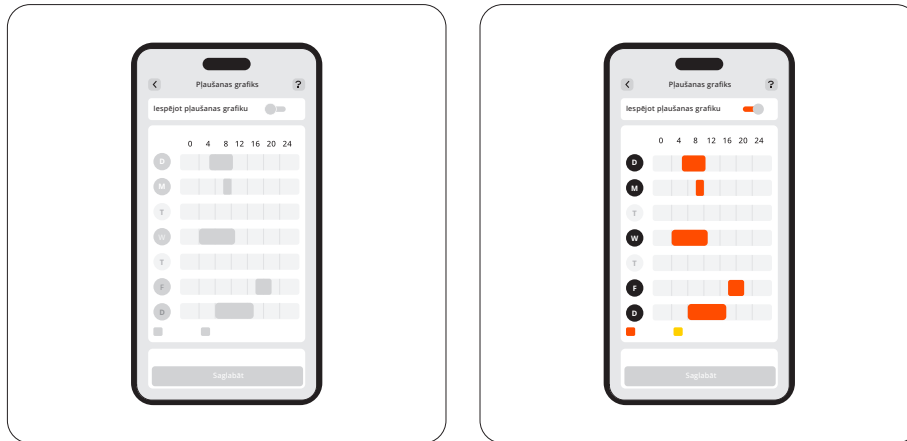 Pļaušanas grafiks ?
Iespējot pļaušanas grafiku
0 4 8 12 16 20 24
D
M
T
W
T
F
D
Saglabāt
Pļaušanas grafiks ?
Iespējot pļaušanas grafiku
0 4 8 12 16 20 24
D
M
T
W
T
F
D
Saglabāt